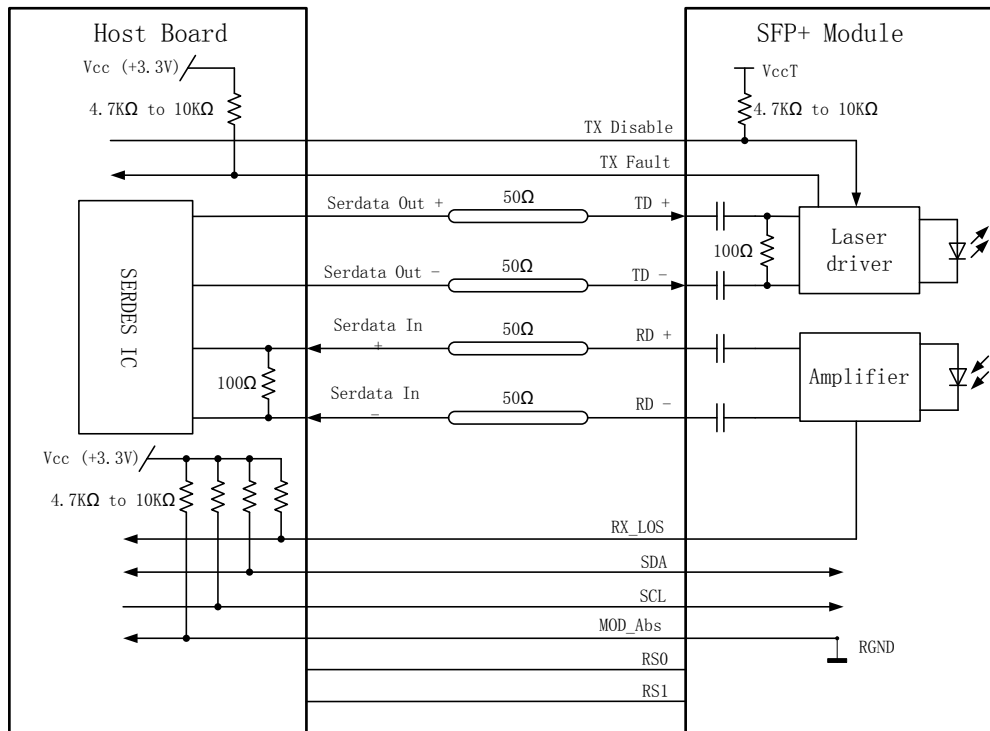 Host Board
SFP+ Module
Vcc (+3.3V)
VccT
4.7KΩ to 10KΩ
4.7KΩ to 10KΩ
TX Disable
TX Fault
Serdata Out +
50Ω
TD +
100Ω
Laser
driver
Serdata Out -
50Ω
TD -
SERDES IC
Serdata In
+
50Ω
RD +
100Ω
Amplifier
Serdata In
-
50Ω
RD -
Vcc (+3.3V)
4.7KΩ to 10KΩ
RX_LOS
SDA
SCL
MOD_Abs
RGND
RS0
RS1